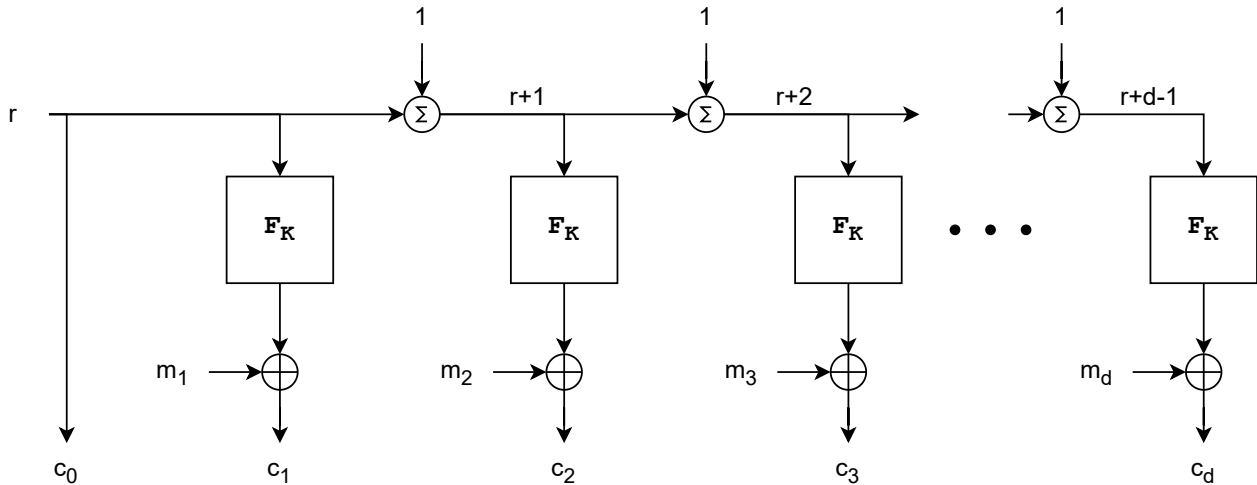 1 1 1
r r+1 r+2 Σ Σ Σ r+d-1
F_K F_K F_K F_K
m_1 m_2 m_3 m_d
c_0 c_1 c_2 c_3 c_d